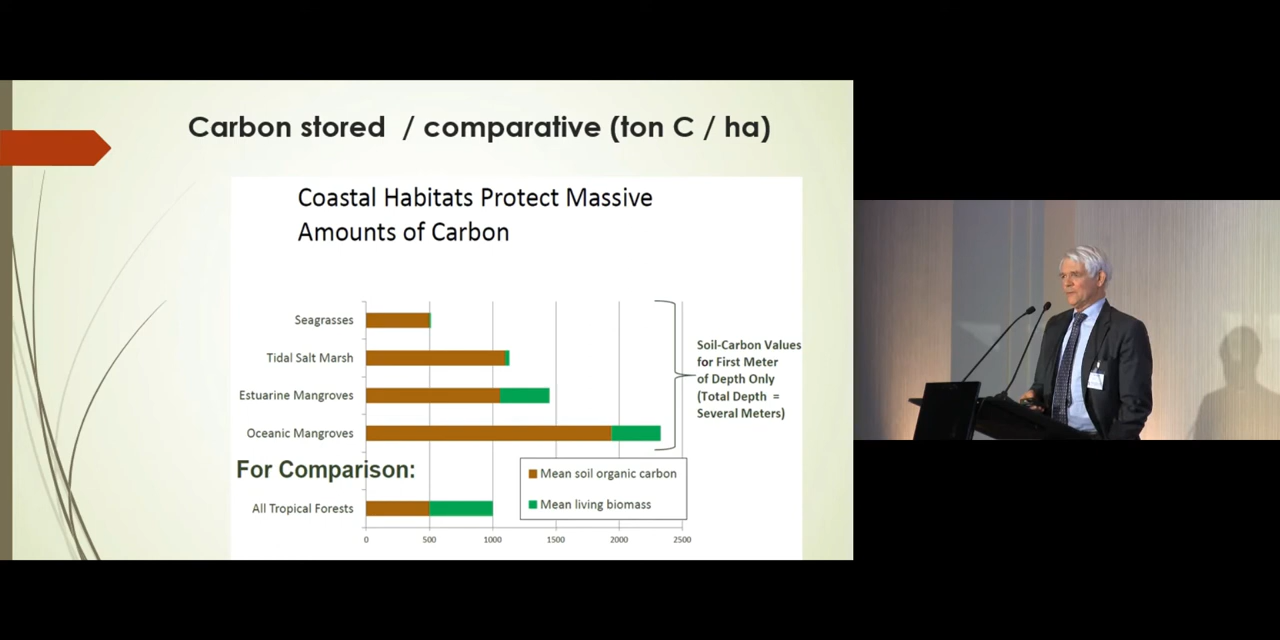 Carbon stored / comparative (ton C / ha)
Coastal Habitats Protect Massive
Amounts of Carbon
Seagrasses
Tidal Salt Marsh
Estuarine Mangroves
Oceanic Mangroves
Soil-Carbon Values
for First Meter
of Depth Only
(Total Depth =
Several Meters)
For Comparison:
All Tropical Forests
Mean soil organic carbon
Mean living biomass
0 500 1000 1500 2000 2500